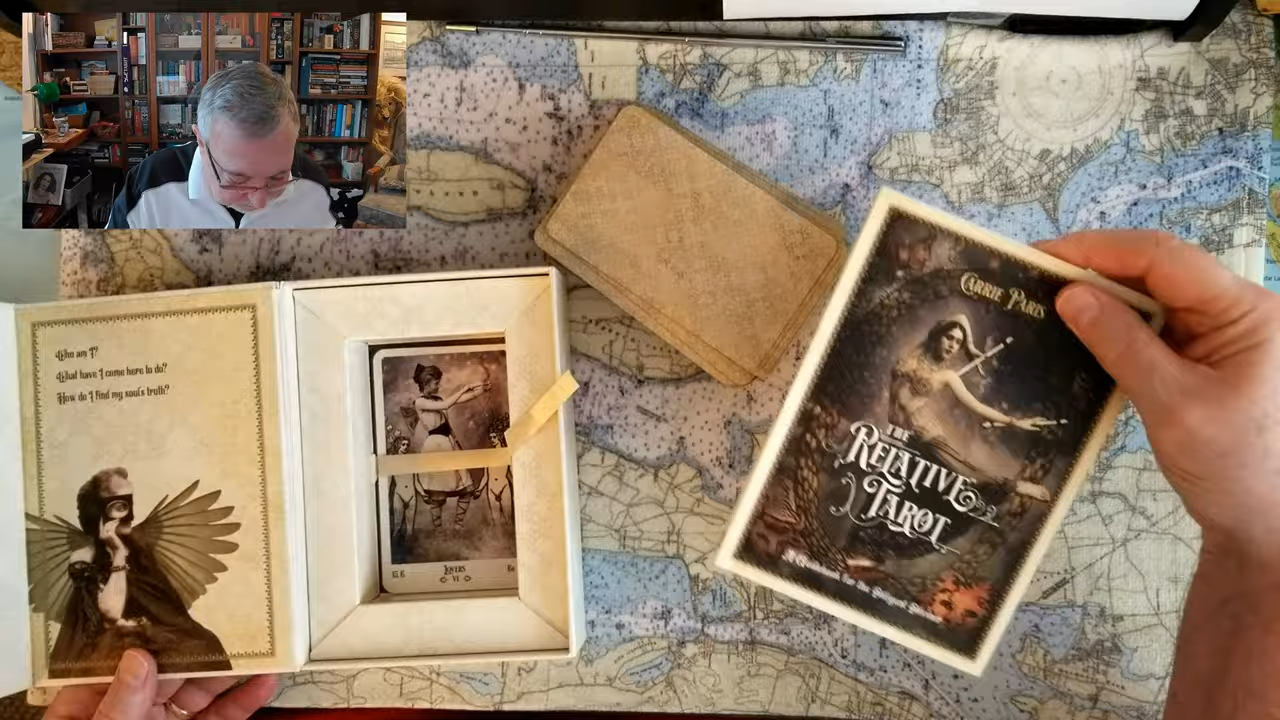 Who am I?
What have I come here to do?
How do I find my soul's truth?
LOVERS
VI
CARRIE PARIS
THE
RELATIVE
TAROT